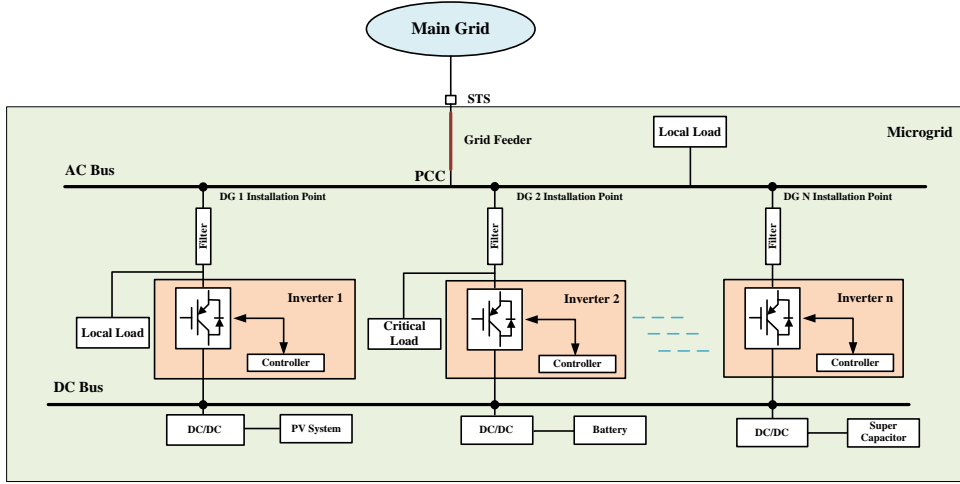 Main Grid
STS
Grid Feeder
Local Load
Microgrid
AC Bus
PCC
DG 1 Installation Point
DG 2 Installation Point
DG N Installation Point
Filter
Filter
Filter
Inverter 1
Inverter 2
Inverter n
Local Load
Critical
Load
Controller
Controller
Controller
DC Bus
DC/DC
PV System
DC/DC
Battery
DC/DC
Super
Capacitor